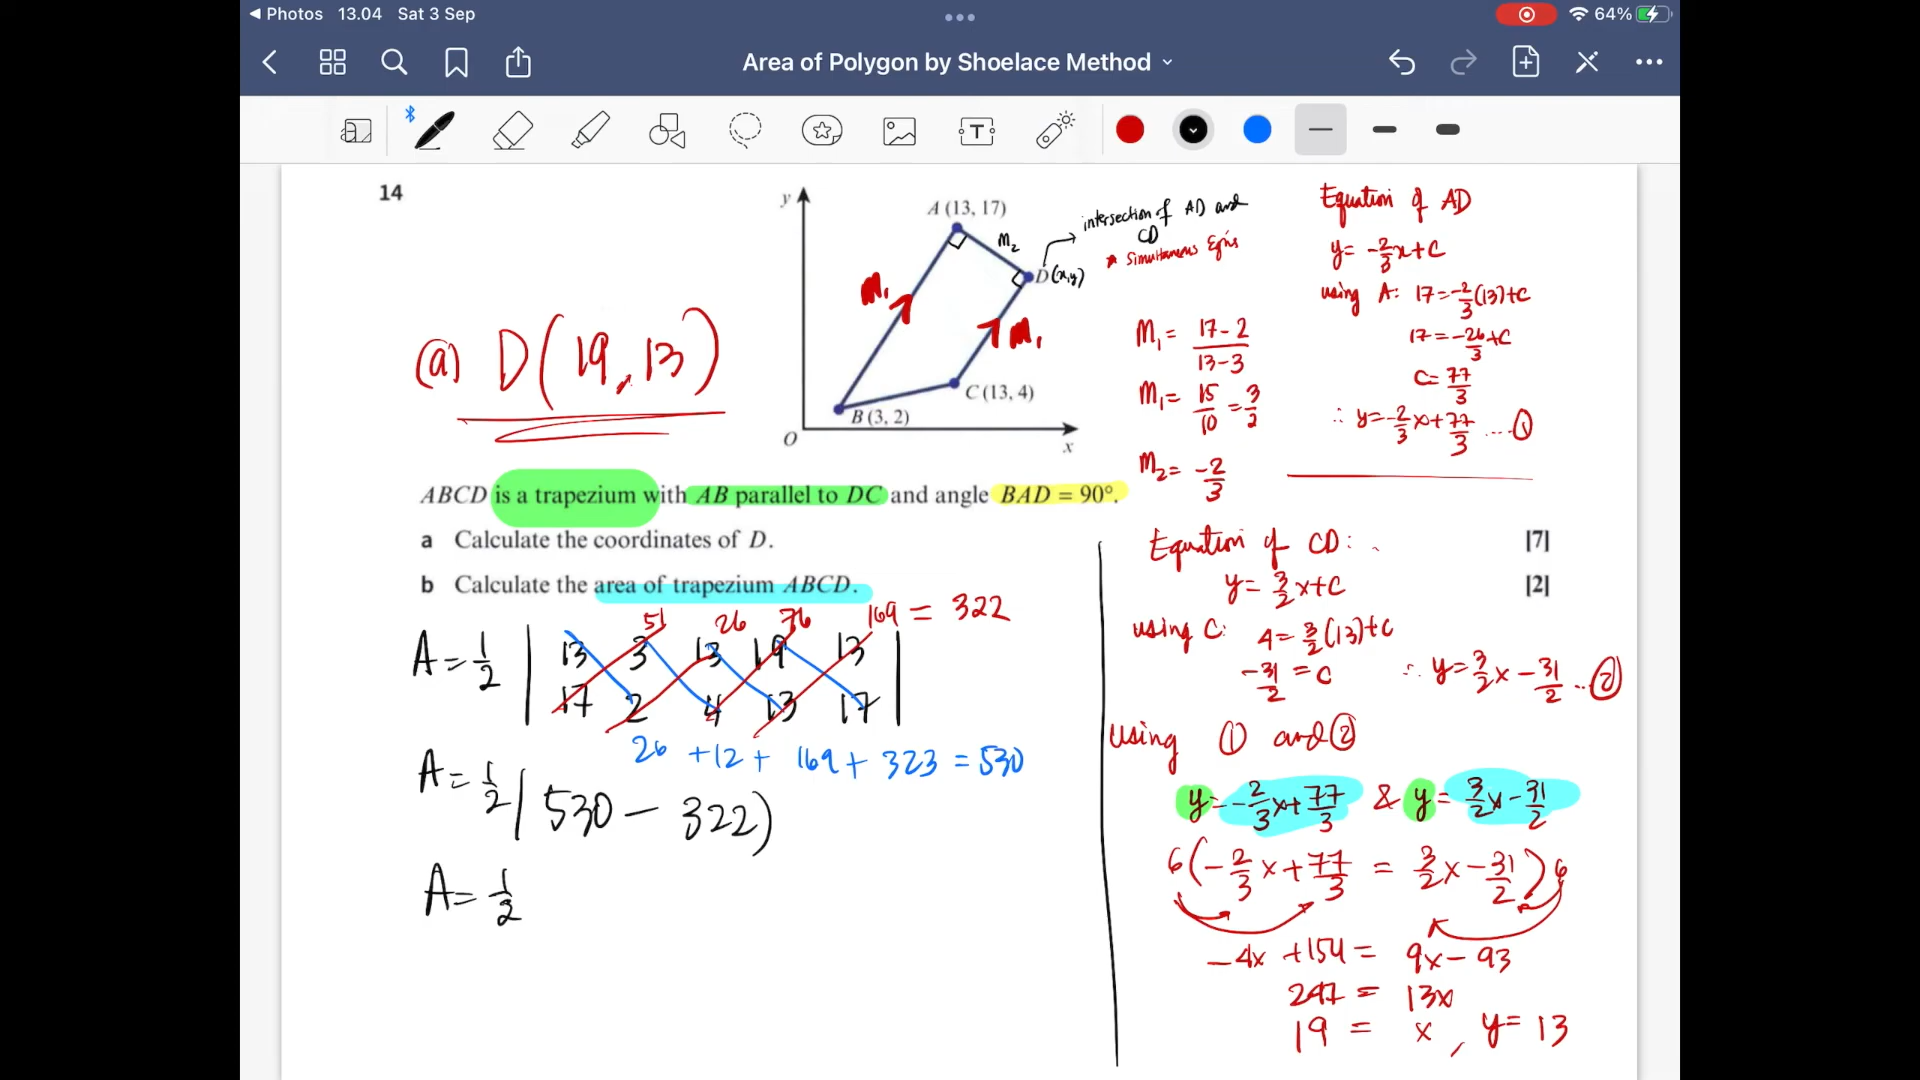 Photos 13.04 Sat 3 Sep
64%
Area of Polygon by Shoelace Method
14
y
A (13, 17)
M₂
intersection of AD and
CD
* Simultaneous Eq'ns
D(x,y)
M₁
M₁
C (13, 4)
B (3, 2)
O
x
(a) D(19,13)
M₁ = 17-2/13-3
M₁ = 15/10 = 3/2
M₂ = -2/3
Equation of AD
y = -2/3x+C
using A: 17=-2/3(13)+C
17=-26/3+C
C=77/3
∴ y=-2/3x+77/3 ....①
ABCD is a trapezium with AB parallel to DC and angle BAD = 90°.
a Calculate the coordinates of D. [7]
b Calculate the area of trapezium ABCD. [2]
51 26 76 169 = 322
A=1/2 | 13 3 13 19 13 |
17 2 4 13 17
26 +12+ 169+ 323 =530
A=1/2(530 - 322)
A=1/2
Equation of CD:
y= 3/2x+C
using C: 4=3/2(13)+C
-31/2 = C
∴ y=3/2x-31/2 ...②
Using ① and ②
y=-2/3x+77/3 & y= 3/2x-31/2
6(-2/3x+77/3 = 3/2x-31/2)6
-4x +154= 9x-93
247 = 13x
19 = x, y= 13